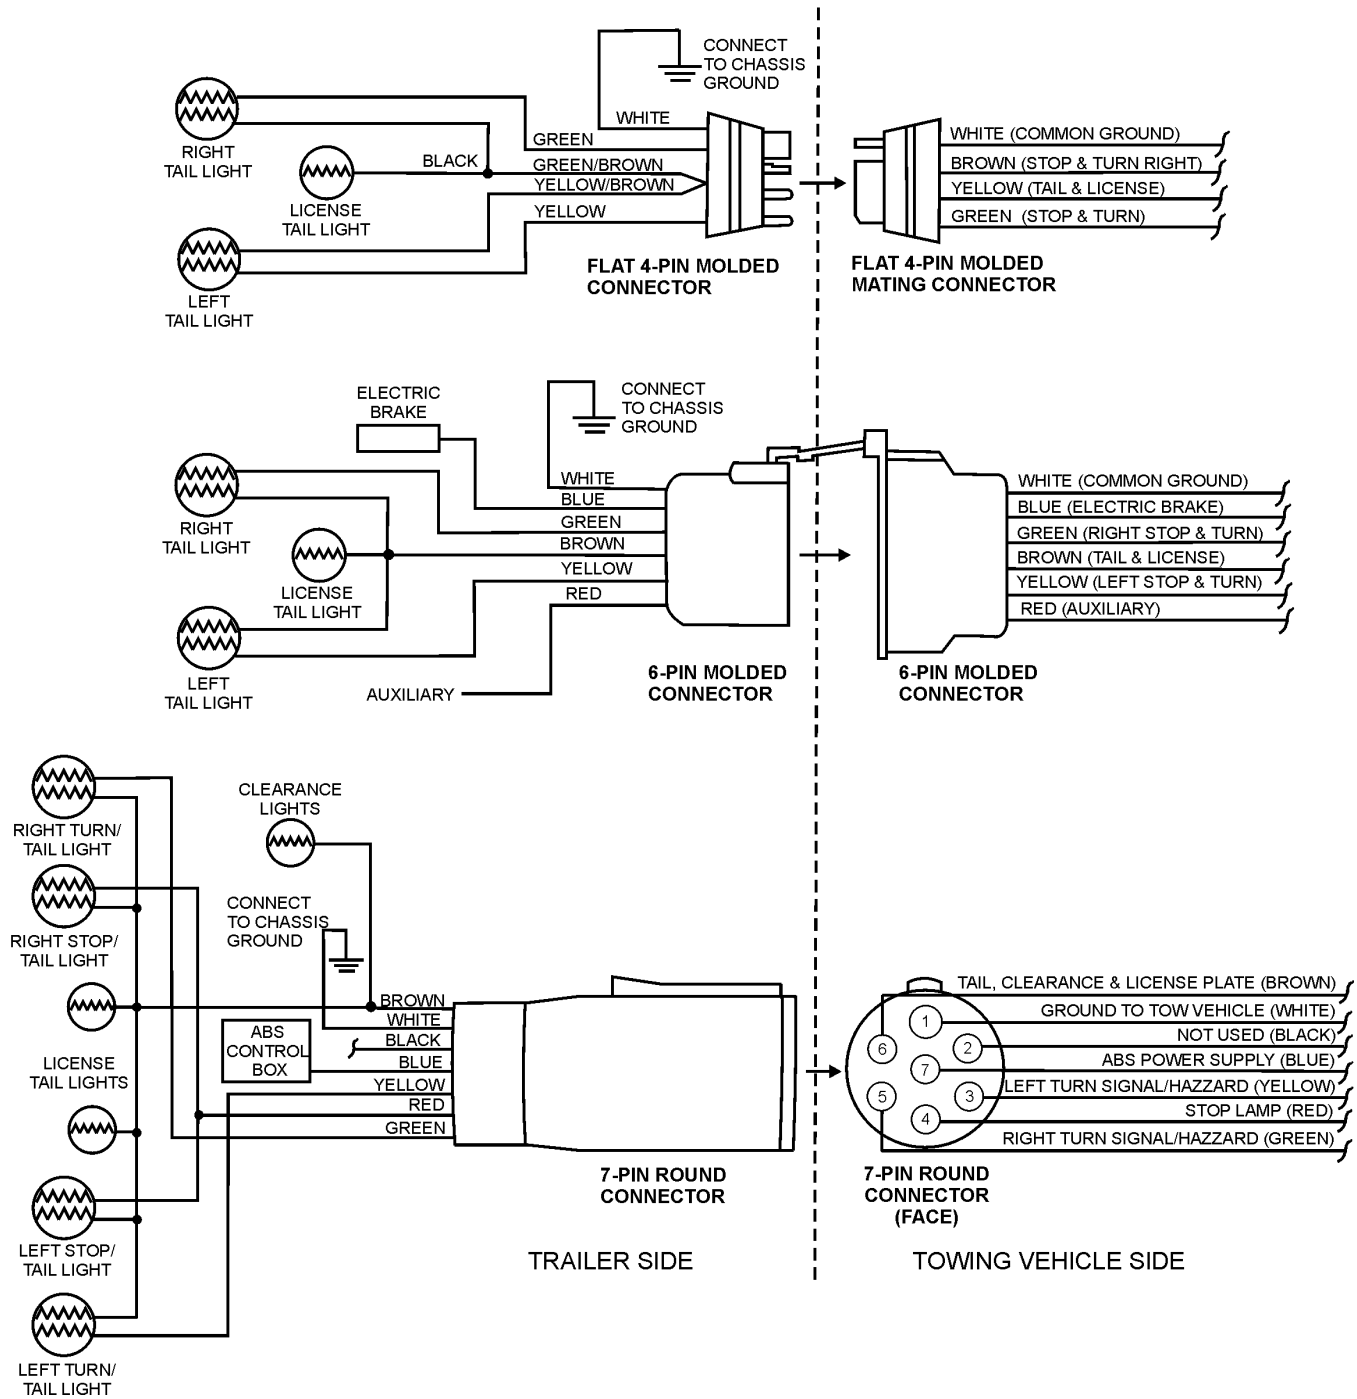 CONNECT
TO CHASSIS
GROUND
WHITE
GREEN
BLACK
GREEN/BROWN
YELLOW/BROWN
YELLOW
RIGHT
TAIL LIGHT
LICENSE
TAIL LIGHT
LEFT
TAIL LIGHT
FLAT 4-PIN MOLDED
CONNECTOR
WHITE (COMMON GROUND)
BROWN (STOP & TURN RIGHT)
YELLOW (TAIL & LICENSE)
GREEN (STOP & TURN)
FLAT 4-PIN MOLDED
MATING CONNECTOR
ELECTRIC
BRAKE
CONNECT
TO CHASSIS
GROUND
WHITE
BLUE
GREEN
BROWN
YELLOW
RED
RIGHT
TAIL LIGHT
LICENSE
TAIL LIGHT
LEFT
TAIL LIGHT
AUXILIARY
6-PIN MOLDED
CONNECTOR
WHITE (COMMON GROUND)
BLUE (ELECTRIC BRAKE)
GREEN (RIGHT STOP & TURN)
BROWN (TAIL & LICENSE)
YELLOW (LEFT STOP & TURN)
RED (AUXILIARY)
6-PIN MOLDED
CONNECTOR
RIGHT TURN/
TAIL LIGHT
CLEARANCE
LIGHTS
RIGHT STOP/
TAIL LIGHT
CONNECT
TO CHASSIS
GROUND
LICENSE
TAIL LIGHTS
ABS
CONTROL
BOX
BROWN
WHITE
BLACK
BLUE
YELLOW
RED
GREEN
LEFT STOP/
TAIL LIGHT
LEFT TURN/
TAIL LIGHT
7-PIN ROUND
CONNECTOR
TAIL, CLEARANCE & LICENSE PLATE (BROWN)
GROUND TO TOW VEHICLE (WHITE)
NOT USED (BLACK)
ABS POWER SUPPLY (BLUE)
LEFT TURN SIGNAL/HAZZARD (YELLOW)
STOP LAMP (RED)
RIGHT TURN SIGNAL/HAZZARD (GREEN)
1
6
2
7
5
3
4
7-PIN ROUND
CONNECTOR
(FACE)
TRAILER SIDE
TOWING VEHICLE SIDE